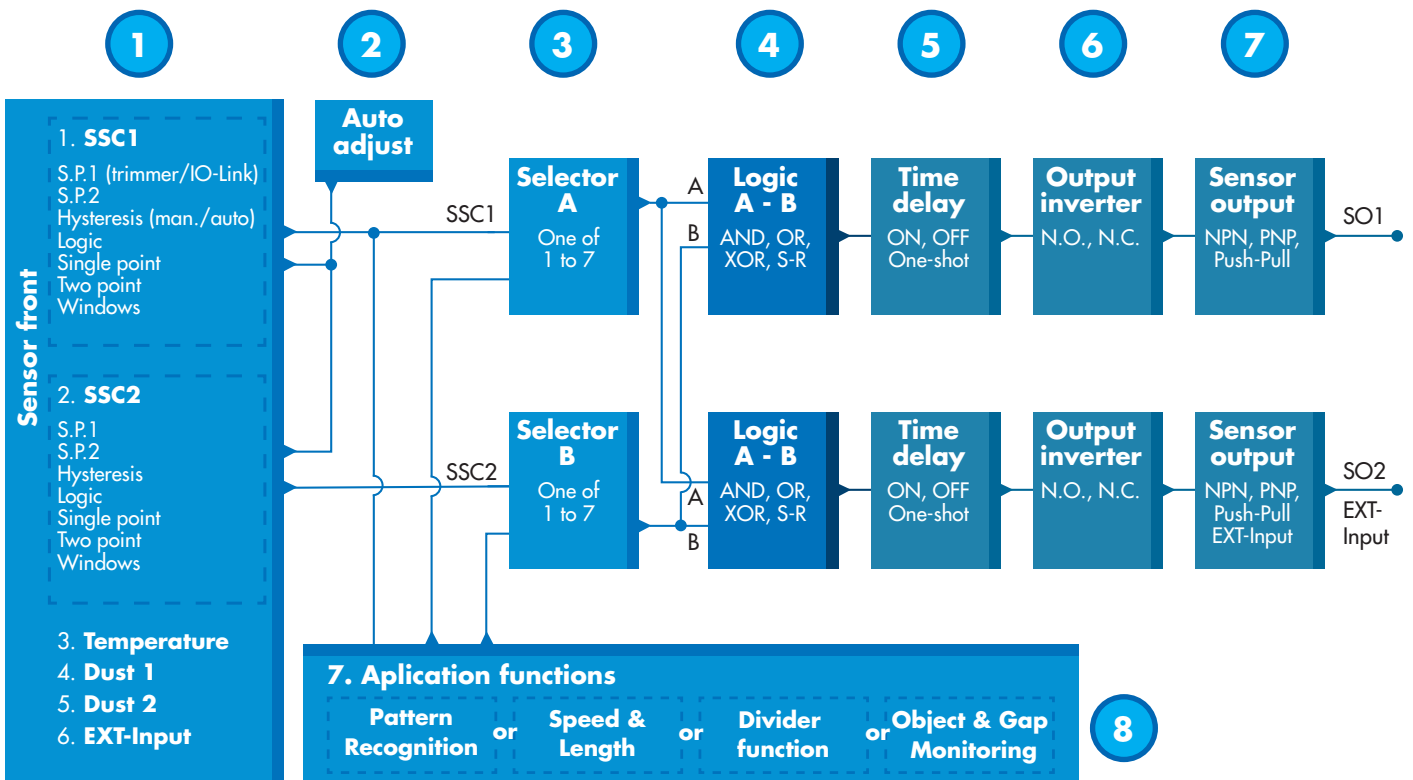 1
2
3
4
5
6
7
Sensor front
1. SSC1
S.P.1 (trimmer/IO-Link)
S.P.2
Hysteresis (man./auto)
Logic
Single point
Two point
Windows
2. SSC2
S.P.1
S.P.2
Hysteresis
Logic
Single point
Two point
Windows
3. Temperature
4. Dust 1
5. Dust 2
6. EXT-Input
Auto
adjust
SSC1
Selector
A
One of
1 to 7
A
B
Logic
A - B
AND, OR,
XOR, S-R
Time
delay
ON, OFF
One-shot
Output
inverter
N.O., N.C.
Sensor
output
NPN, PNP,
Push-Pull
SO1
SSC2
Selector
B
One of
1 to 7
A
B
Logic
A - B
AND, OR,
XOR, S-R
Time
delay
ON, OFF
One-shot
Output
inverter
N.O., N.C.
Sensor
output
NPN, PNP,
Push-Pull
EXT-Input
SO2
EXT-
Input
7. Aplication functions
Pattern
Recognition
or
Speed &
Length
or
Divider
function
or
Object & Gap
Monitoring
8